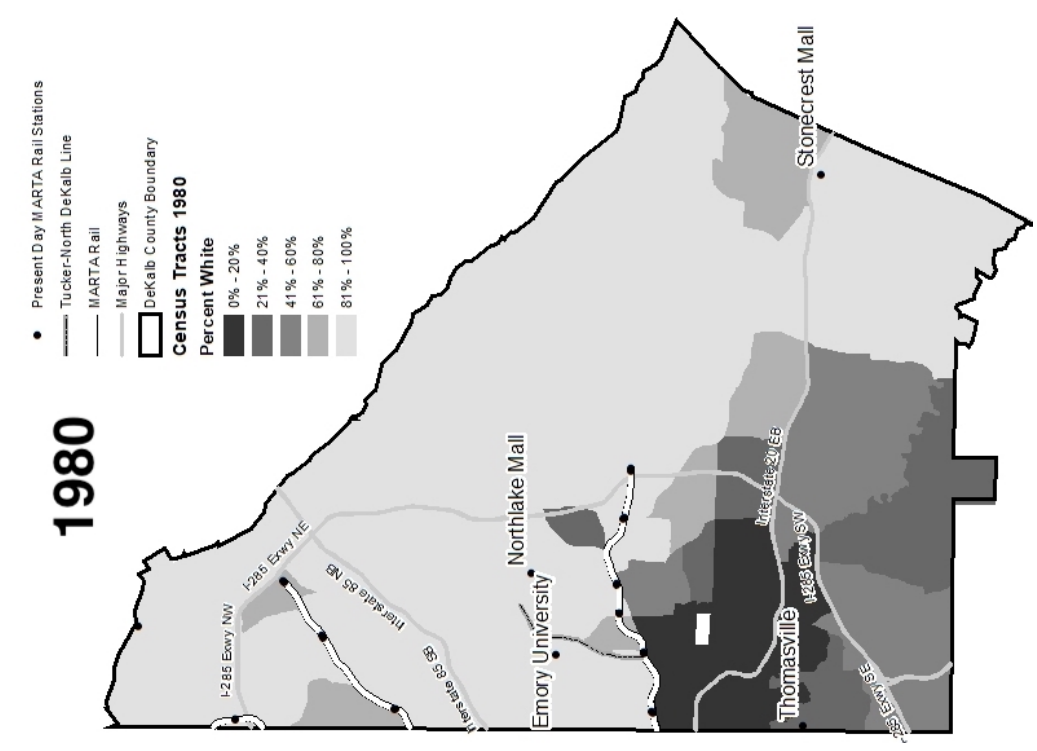 1980
Present Day MARTA Rail Stations
Tucker-North DeKalb Line
MARTA Rail
Major Highways
DeKalb County Boundary
Census Tracts 1980
Percent White
0% - 20%
21% - 40%
41% - 60%
61% - 80%
81% - 100%
I-285 Exwy NW
I-285 Exwy NE
Interstate 85 NB
Interstate 85 SB
Emory University
Northlake Mall
Interstate 20 EB
I-285 Exwy SW
Thomasville
I-285 Exwy SE
Stonecrest Mall